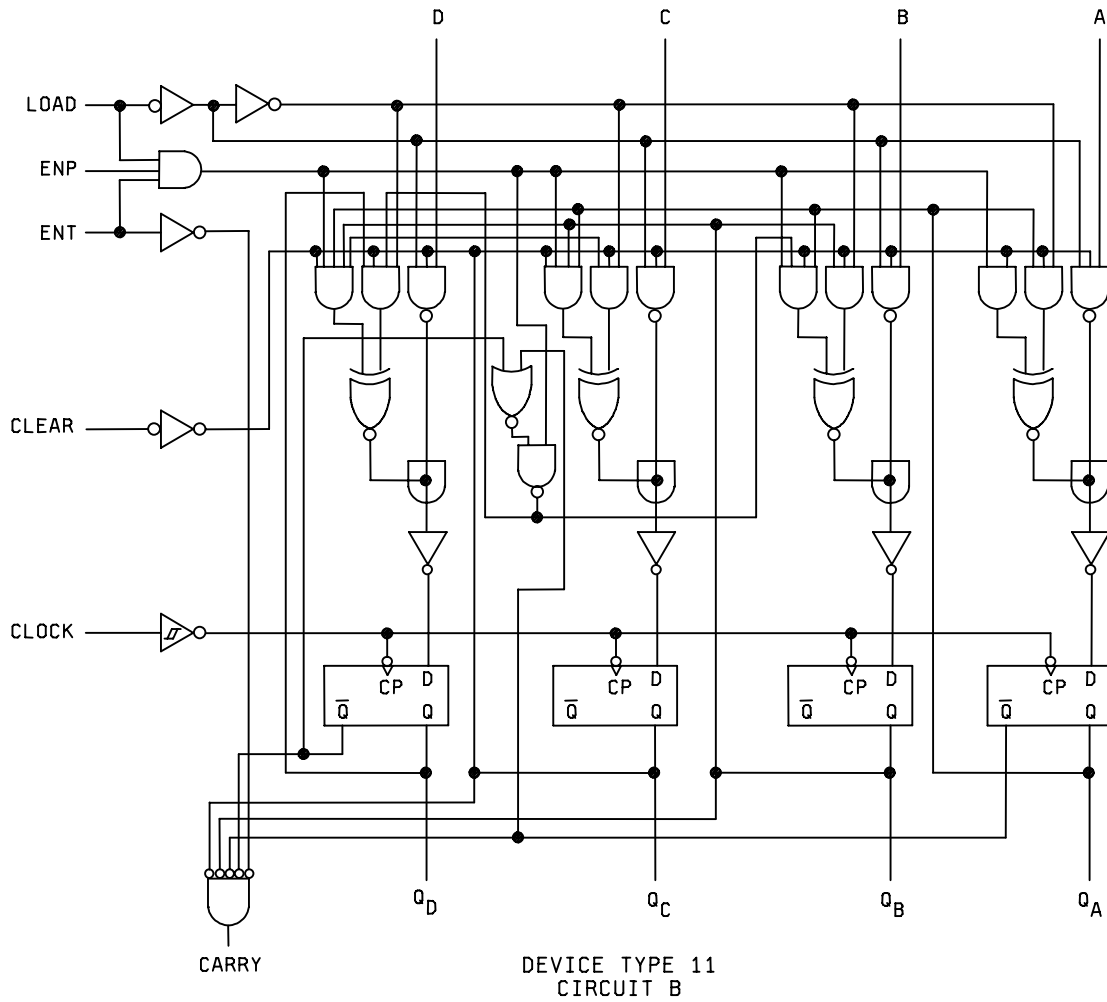 D C B A
LOAD
ENP
ENT
CLEAR
CLOCK
CP D CP D CP D CP D
Q̅ Q Q̅ Q Q̅ Q Q̅ Q
QD QC QB QA
CARRY
DEVICE TYPE 11
CIRCUIT B